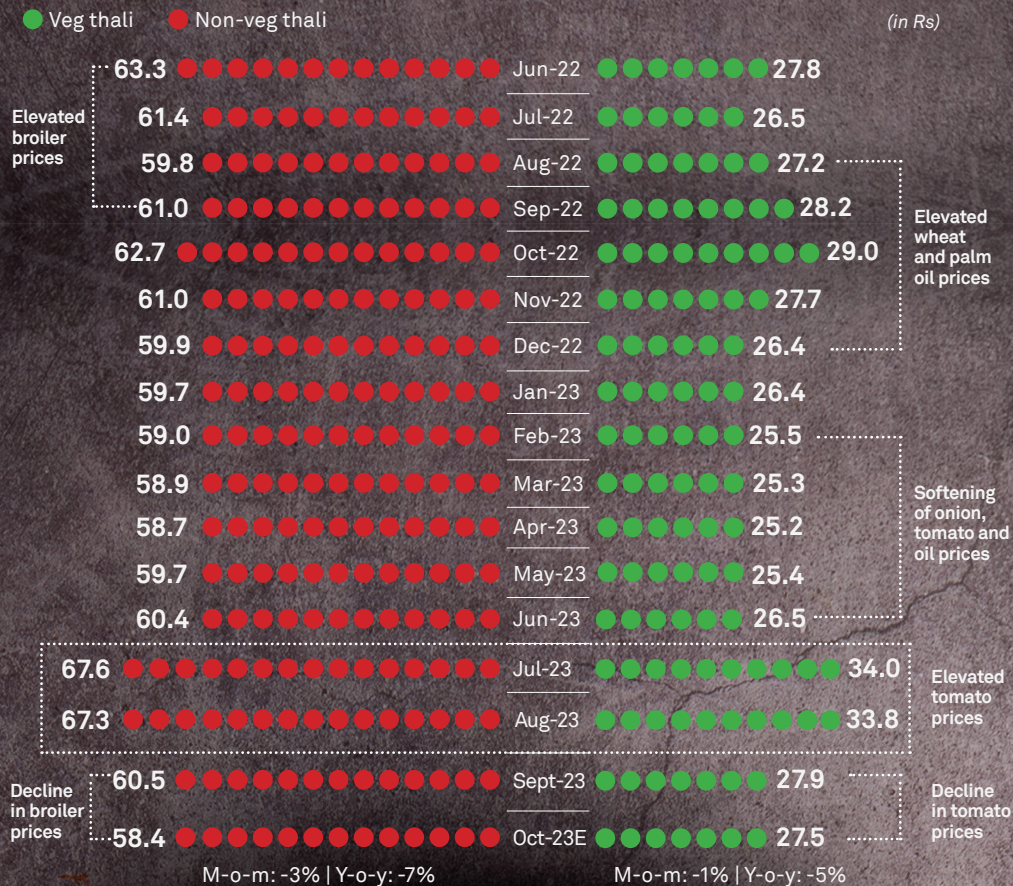 Veg thali Non-veg thali (in Rs)
63.3 Jun-22 27.8
Elevated
broiler
prices
61.4 Jul-22 26.5
59.8 Aug-22 27.2
61.0 Sep-22 28.2
Elevated
wheat
and palm
oil prices
62.7 Oct-22 29.0
61.0 Nov-22 27.7
59.9 Dec-22 26.4
59.7 Jan-23 26.4
59.0 Feb-23 25.5
58.9 Mar-23 25.3
Softening
of onion,
tomato and
oil prices
58.7 Apr-23 25.2
59.7 May-23 25.4
60.4 Jun-23 26.5
67.6 Jul-23 34.0
Elevated
tomato
prices
67.3 Aug-23 33.8
60.5 Sept-23 27.9
Decline
in broiler
prices
Decline
in tomato
prices
58.4 Oct-23E 27.5
M-o-m: -3% | Y-o-y: -7% M-o-m: -1% | Y-o-y: -5%